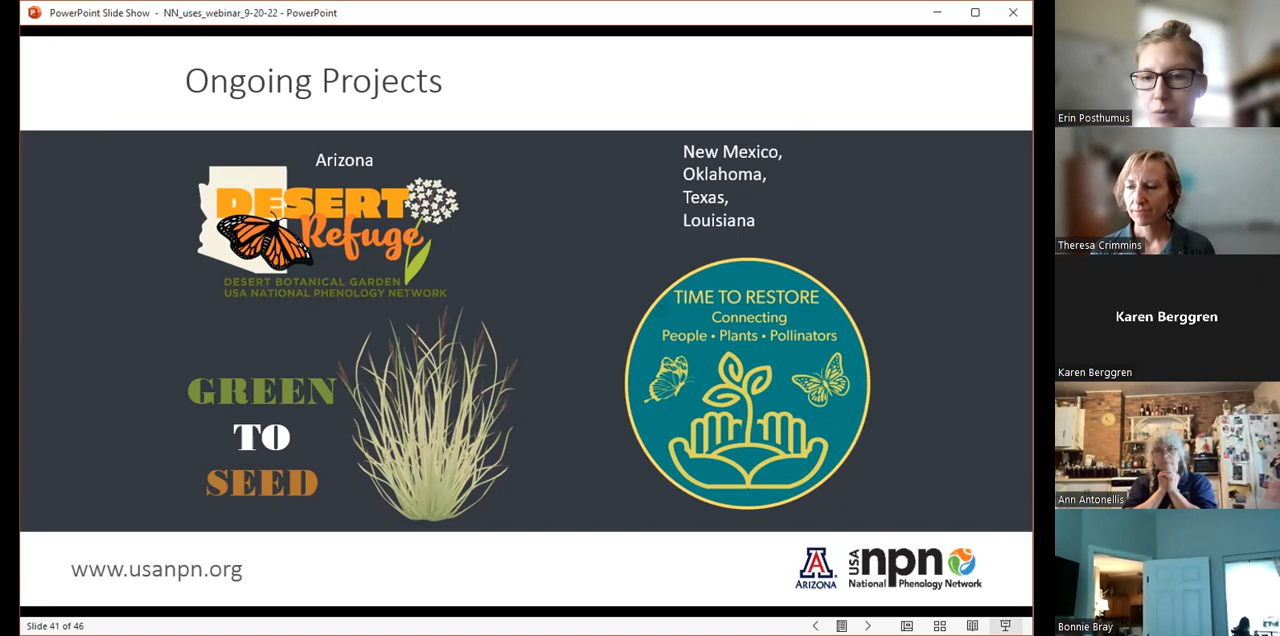 PowerPoint Slide Show - NN_uses_webinar_9-20-22 - PowerPoint
Ongoing Projects
Arizona
DESERT
Refuge
DESERT BOTANICAL GARDEN
USA NATIONAL PHENOLOGY NETWORK
GREEN
TO
SEED
New Mexico,
Oklahoma,
Texas,
Louisiana
TIME TO RESTORE
Connecting
People • Plants • Pollinators
www.usanpn.org
A
ARIZONA
USA npn
National Phenology Network
Slide 41 of 46
Erin Posthumus
Theresa Crimmins
Karen Berggren
Karen Berggren
Ann Antonellis
Bonnie Bray